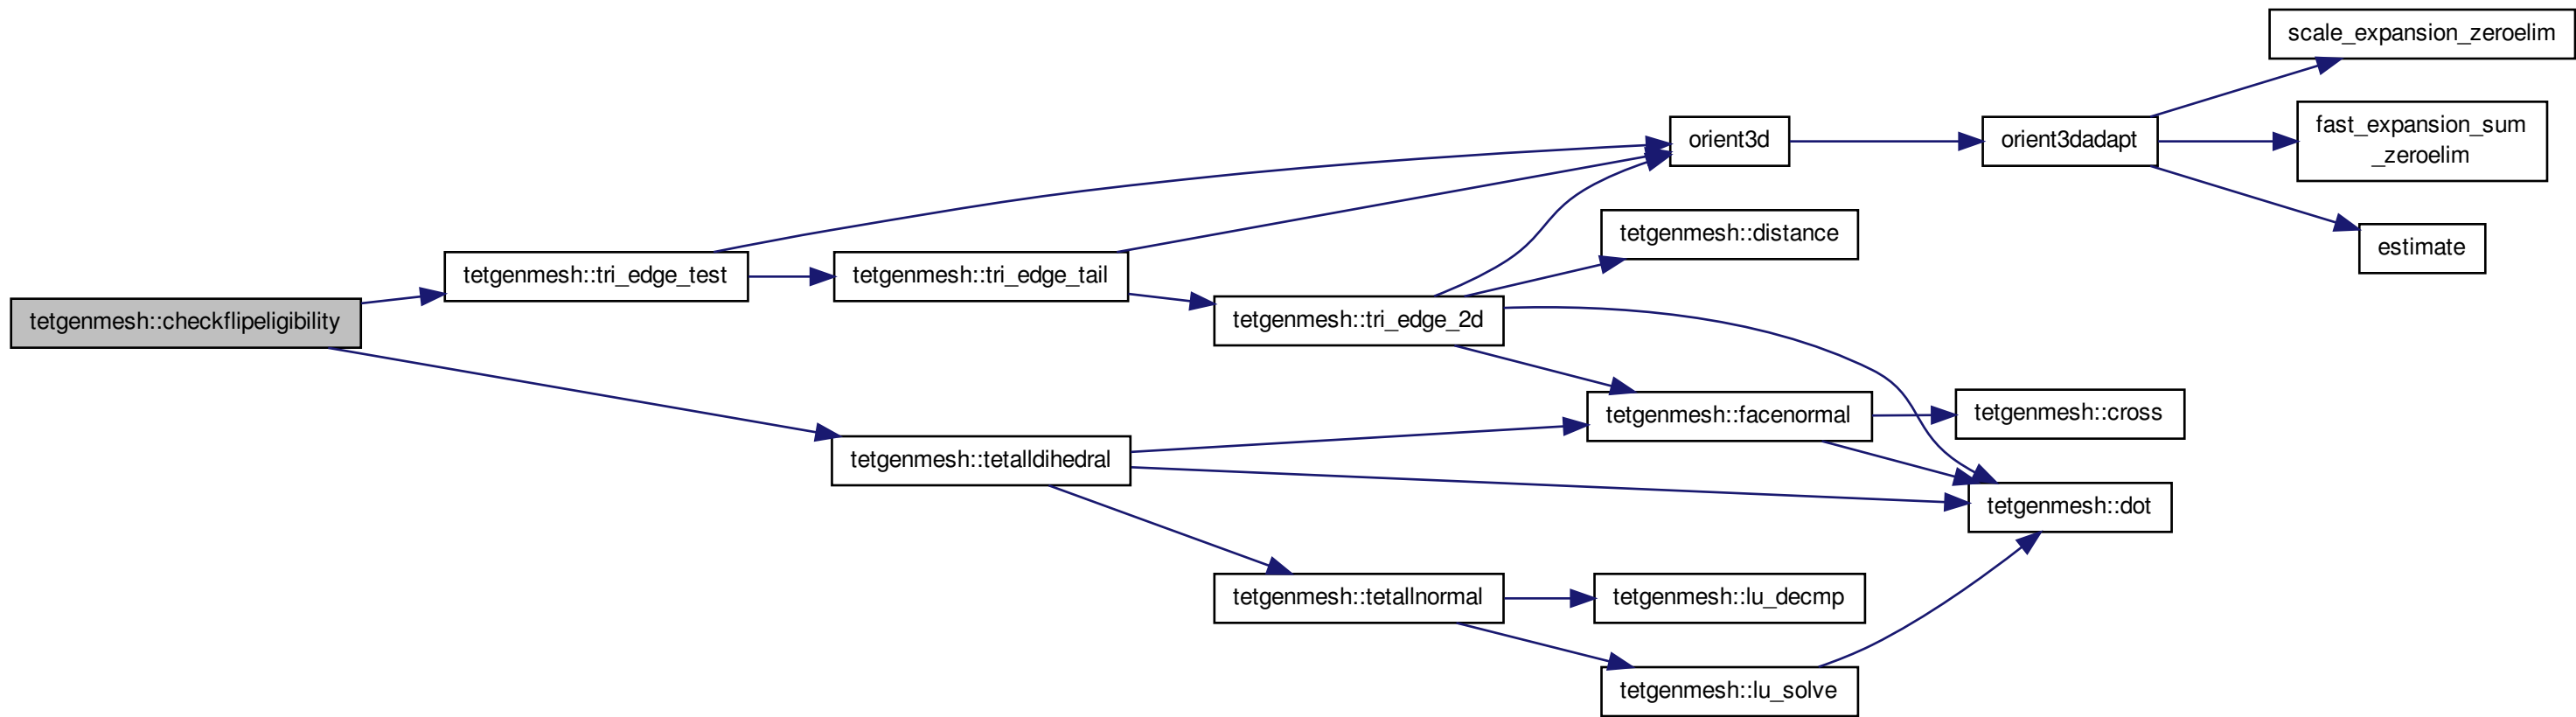 scale_expansion_zeroelim
orient3d
orient3dadapt
fast_expansion_sum
_zeroelim
tetgenmesh::distance
estimate
tetgenmesh::tri_edge_test
tetgenmesh::tri_edge_tail
tetgenmesh::checkflipeligibility
tetgenmesh::tri_edge_2d
tetgenmesh::facenormal
tetgenmesh::cross
tetgenmesh::tetalldihedral
tetgenmesh::dot
tetgenmesh::tetallnormal
tetgenmesh::lu_decmp
tetgenmesh::lu_solve